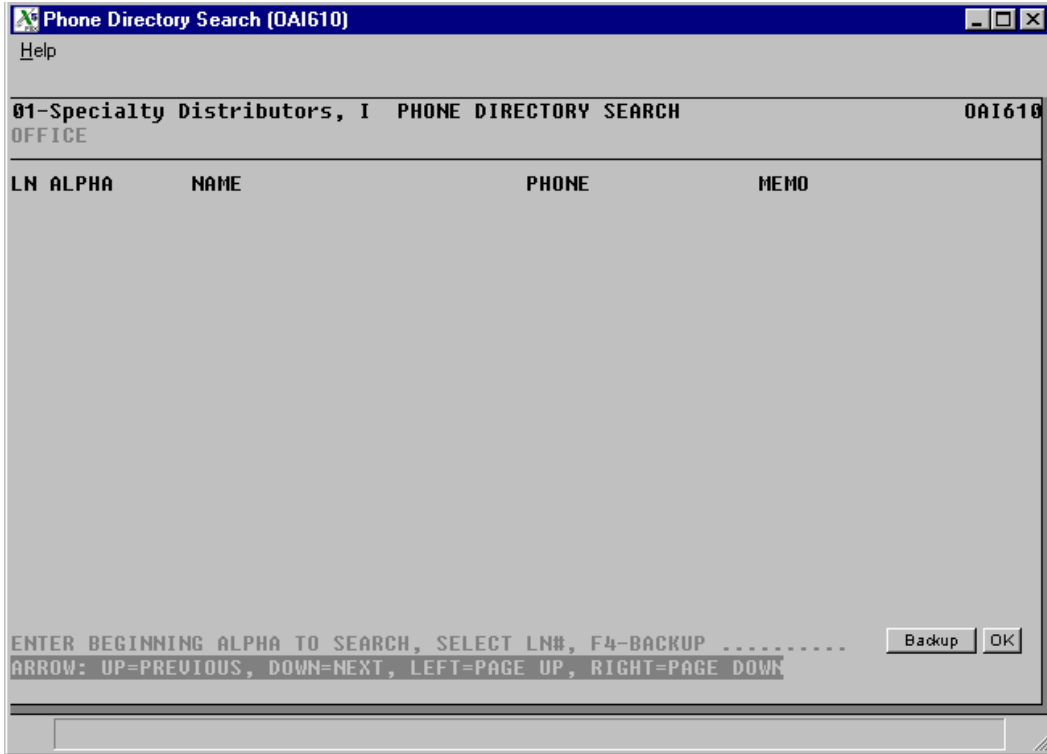 Phone Directory Search (OAI610)
Help
01-Specialty Distributors, I PHONE DIRECTORY SEARCH OAI610
OFFICE
LN ALPHA NAME PHONE MEMO
ENTER BEGINNING ALPHA TO SEARCH, SELECT LN#, F4-BACKUP .......... Backup OK
ARROW: UP=PREVIOUS, DOWN=NEXT, LEFT=PAGE UP, RIGHT=PAGE DOWN